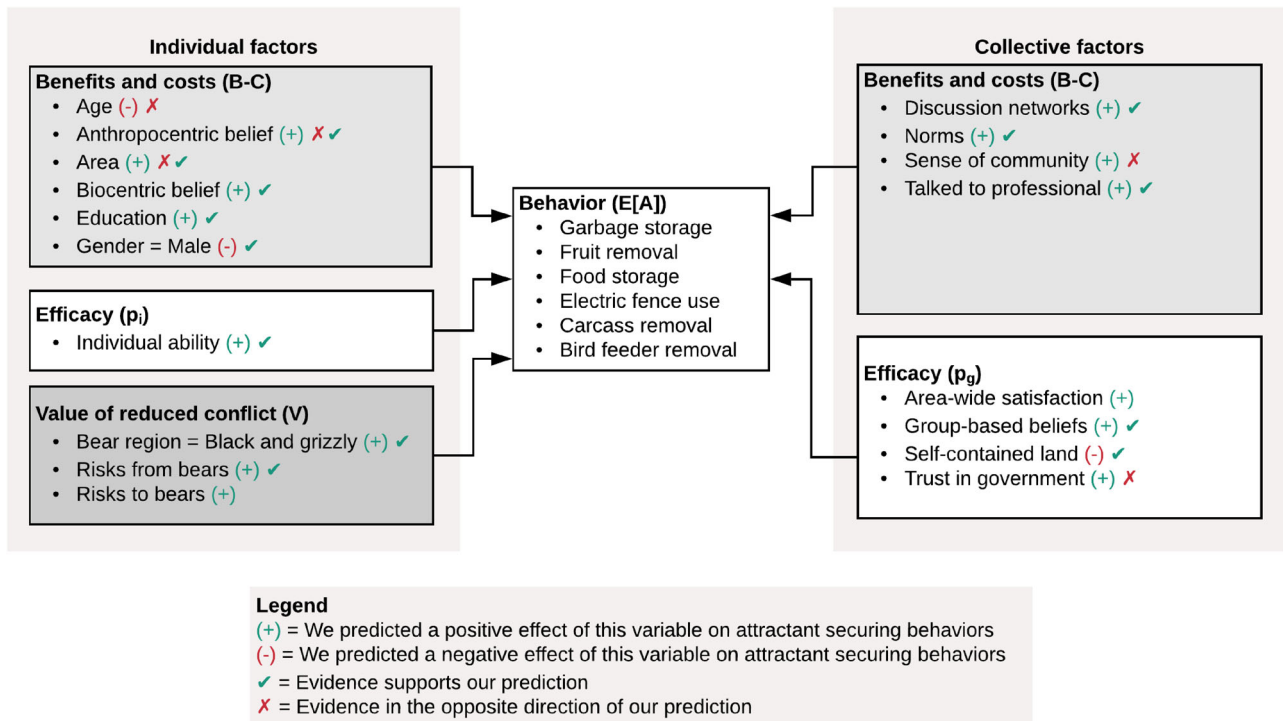 Individual factors
Benefits and costs (B-C)
• Age (-) ✗
• Anthropocentric belief (+) ✗✔
• Area (+) ✗✔
• Biocentric belief (+) ✔
• Education (+) ✔
• Gender = Male (-) ✔
Efficacy (pᵢ)
• Individual ability (+) ✔
Value of reduced conflict (V)
• Bear region = Black and grizzly (+) ✔
• Risks from bears (+) ✔
• Risks to bears (+)
Behavior (E[A])
• Garbage storage
• Fruit removal
• Food storage
• Electric fence use
• Carcass removal
• Bird feeder removal
Collective factors
Benefits and costs (B-C)
• Discussion networks (+) ✔
• Norms (+) ✔
• Sense of community (+) ✗
• Talked to professional (+) ✔
Efficacy (p_g)
• Area-wide satisfaction (+)
• Group-based beliefs (+) ✔
• Self-contained land (-) ✔
• Trust in government (+) ✗
Legend
(+) = We predicted a positive effect of this variable on attractant securing behaviors
(-) = We predicted a negative effect of this variable on attractant securing behaviors
✔ = Evidence supports our prediction
✗ = Evidence in the opposite direction of our prediction